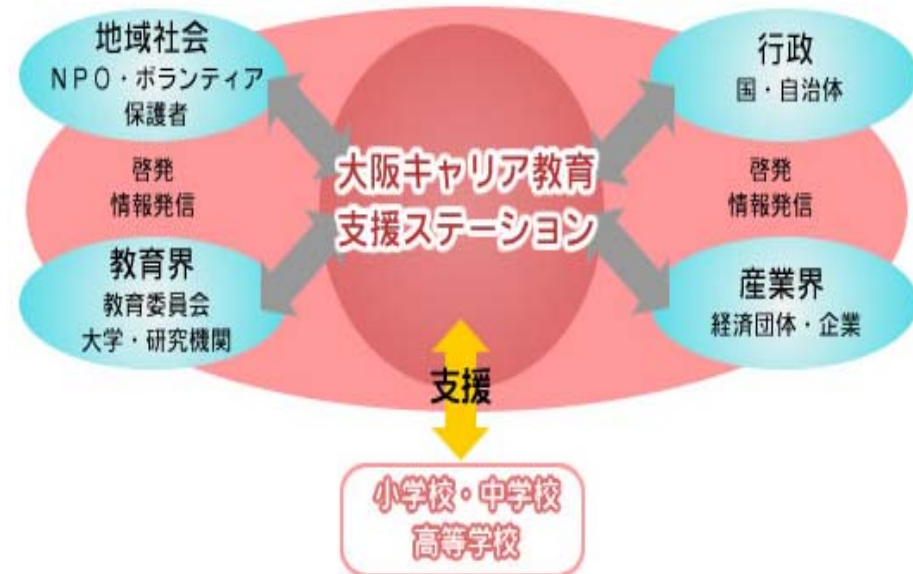 地域社会
NPO・ボランティア
保護者
行政
国・自治体
啓発
情報発信
大阪キャリア教育
支援ステーション
啓発
情報発信
教育界
教育委員会
大学・研究機関
産業界
経済団体・企業
支援
小学校・中学校
高等学校